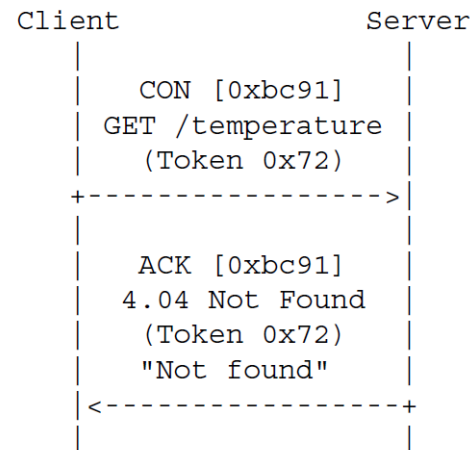 Client Server
CON [0xbc91]
GET /temperature
(Token 0x72)
ACK [0xbc91]
4.04 Not Found
(Token 0x72)
"Not found"